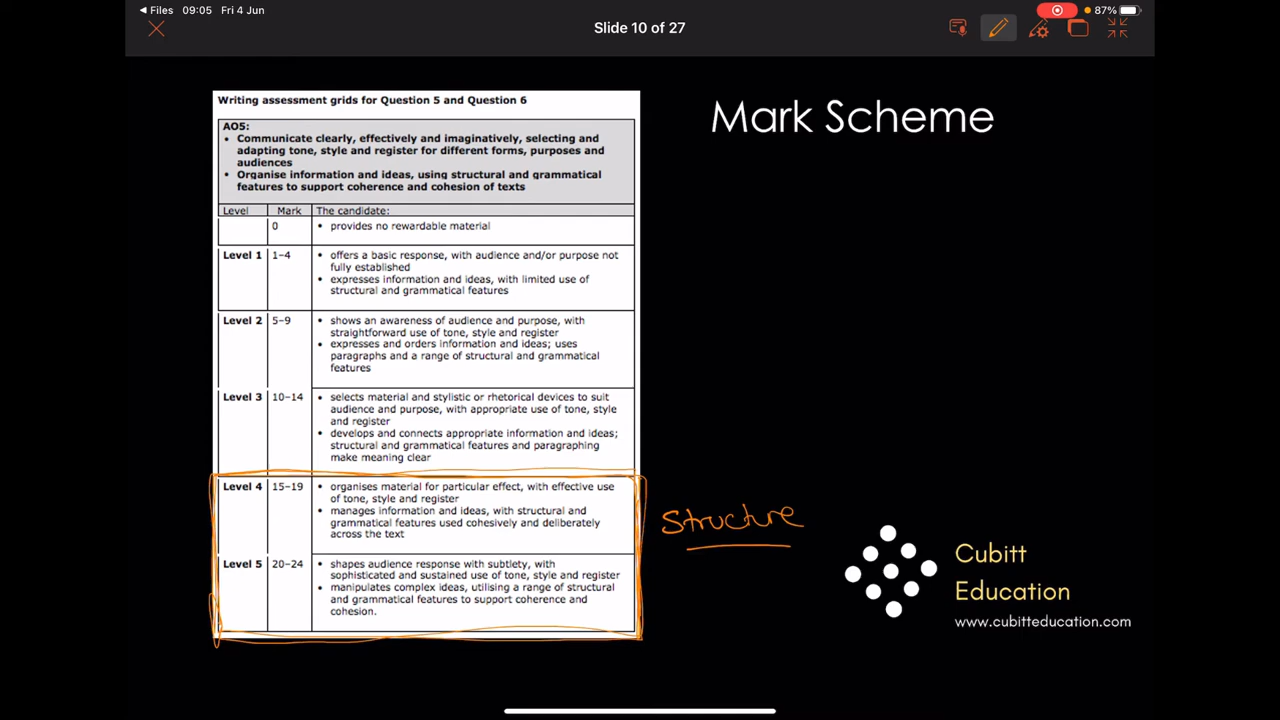 Files 09:05 Fri 4 Jun
87%
Slide 10 of 27
Writing assessment grids for Question 5 and Question 6
AO5:
• Communicate clearly, effectively and imaginatively, selecting and
adapting tone, style and register for different forms, purposes and
audiences
• Organise information and ideas, using structural and grammatical
features to support coherence and cohesion of texts
Level Mark The candidate:
0 • provides no rewardable material
Level 1 1–4 • offers a basic response, with audience and/or purpose not
fully established
• expresses information and ideas, with limited use of
structural and grammatical features
Level 2 5–9 • shows an awareness of audience and purpose, with
straightforward use of tone, style and register
• expresses and orders information and ideas; uses
paragraphs and a range of structural and grammatical
features
Level 3 10–14 • selects material and stylistic or rhetorical devices to suit
audience and purpose, with appropriate use of tone, style
and register
• develops and connects appropriate information and ideas;
structural and grammatical features and paragraphing
make meaning clear
Level 4 15–19 • organises material for particular effect, with effective use
of tone, style and register
• manages information and ideas, with structural and
grammatical features used cohesively and deliberately
across the text
Level 5 20–24 • shapes audience response with subtlety, with
sophisticated and sustained use of tone, style and register
• manipulates complex ideas, utilising a range of structural
and grammatical features to support coherence and
cohesion.
Mark Scheme
Structure
Cubitt
Education
www.cubitteducation.com